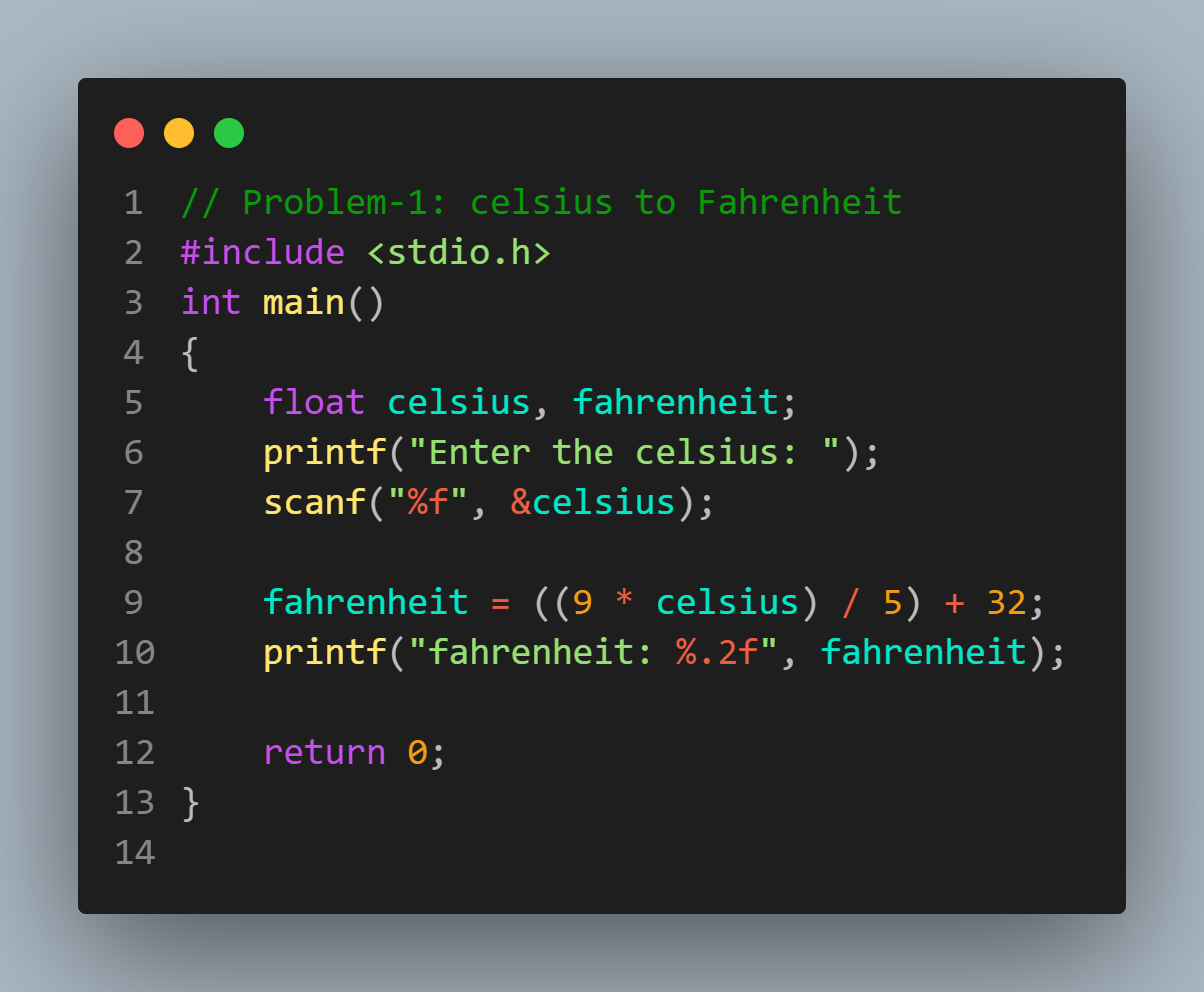 1 // Problem-1: celsius to Fahrenheit
2 #include <stdio.h>
3 int main()
4 {
5     float celsius, fahrenheit;
6     printf("Enter the celsius: ");
7     scanf("%f", &celsius);
8
9     fahrenheit = ((9 * celsius) / 5) + 32;
10     printf("fahrenheit: %.2f", fahrenheit);
11
12     return 0;
13 }
14